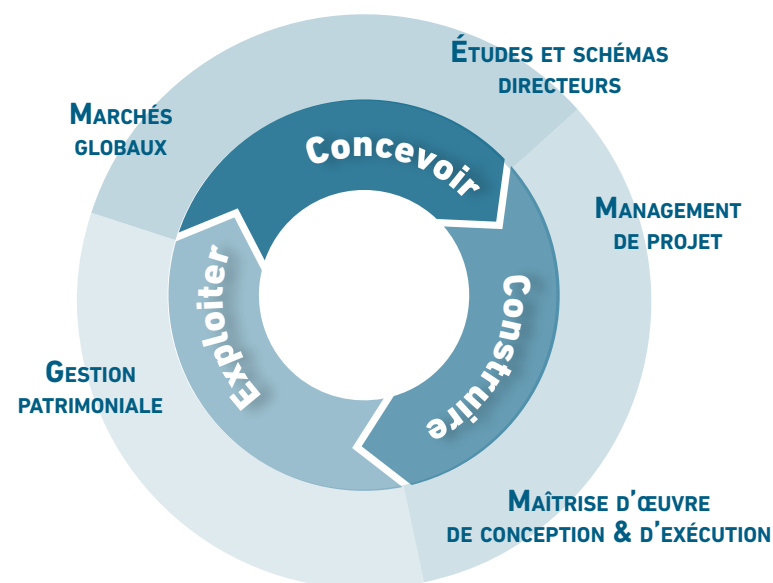 Études et schémas
directeurs
Marchés
globaux
Concevoir
Management
de projet
Exploiter
Construire
Gestion
patrimoniale
Maîtrise d’œuvre
de conception & d’exécution